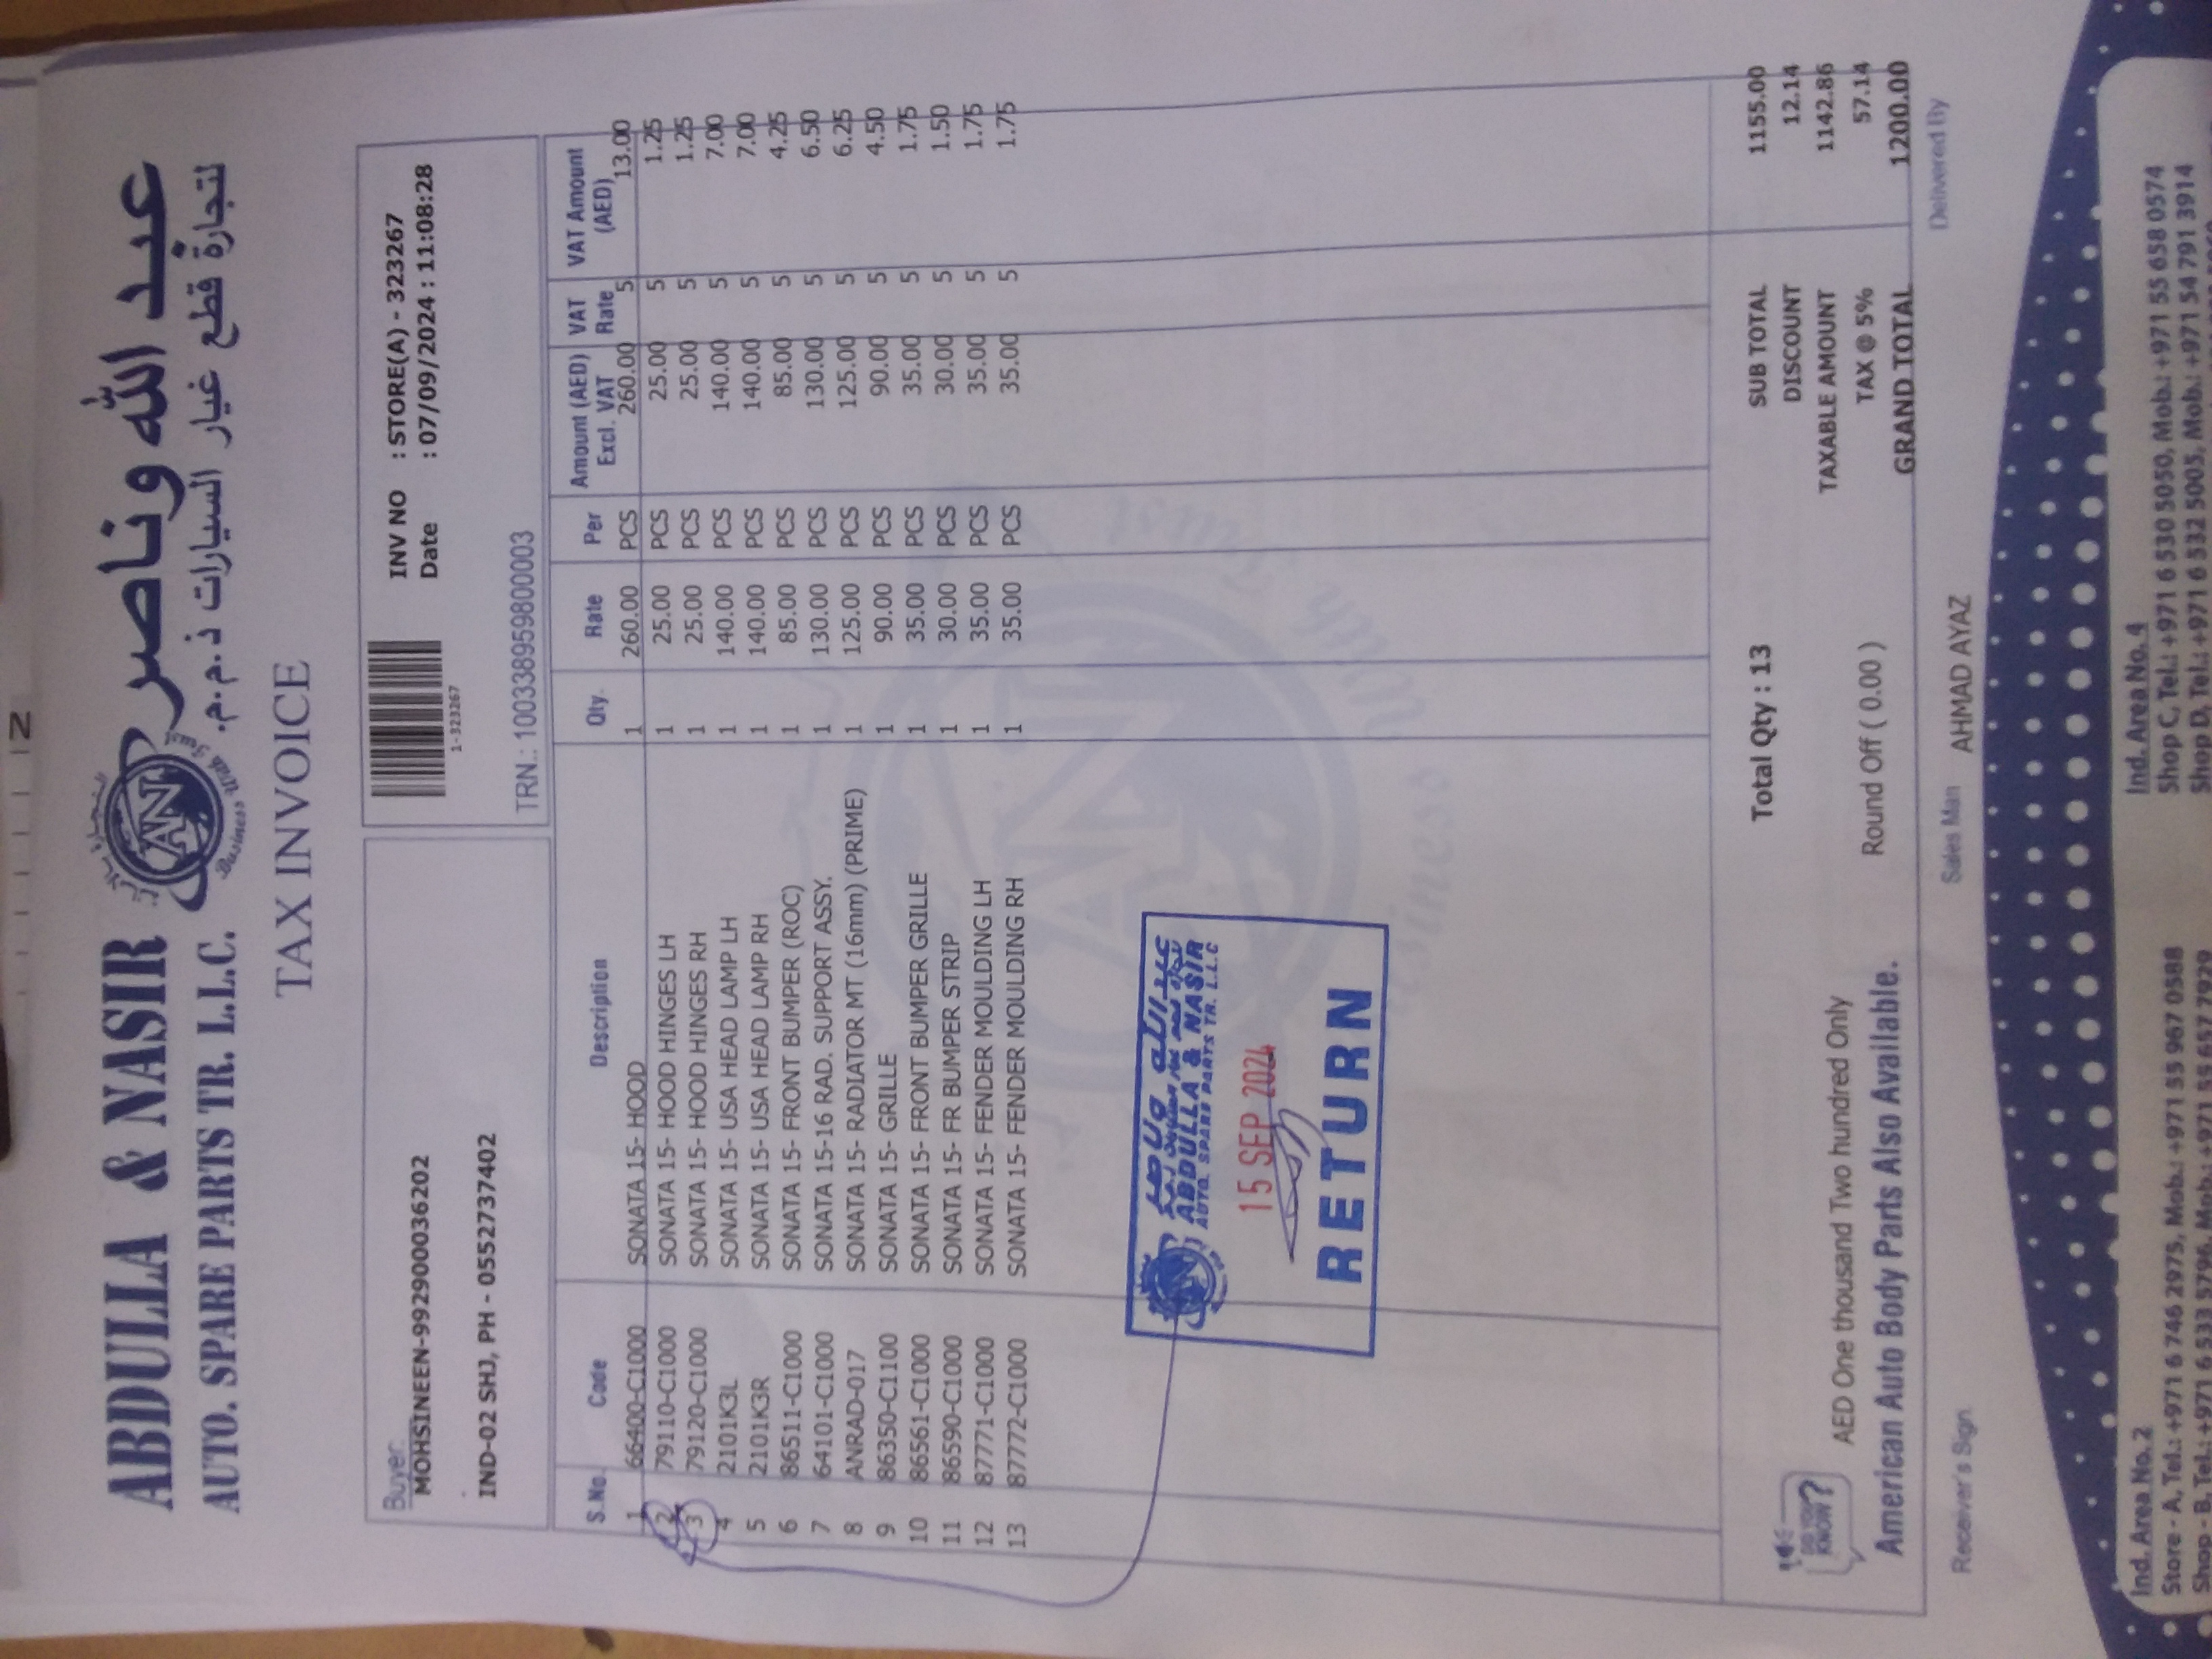 ABDULLA & NASIR عبد الله وناصر
AUTO. SPARE PARTS TR. L.L.C. لتجارة قطع غيار السيارات ذ.م.م.
AN
Business With
TAX INVOICE
Buyer:
MOHSINEEN-9929000036202
IND-02 SHJ, PH - 0552737402
1-323267
INV NO : STORE(A) - 323267
Date : 07/09/2024 : 11:08:28
TRN.: 100338959800003
S.No. Code Description Qty. Rate Per Amount (AED) Excl. VAT VAT Rate VAT Amount (AED)
1 66400-C1000 SONATA 15- HOOD 1 260.00 PCS 260.00 5 13.00
2 79110-C1000 SONATA 15- HOOD HINGES LH 1 25.00 PCS 25.00 5 1.25
3 79120-C1000 SONATA 15- HOOD HINGES RH 1 25.00 PCS 25.00 5 1.25
4 2101K3L SONATA 15- USA HEAD LAMP LH 1 140.00 PCS 140.00 5 7.00
5 2101K3R SONATA 15- USA HEAD LAMP RH 1 140.00 PCS 140.00 5 7.00
6 86511-C1000 SONATA 15- FRONT BUMPER (ROC) 1 85.00 PCS 85.00 5 4.25
7 64101-C1000 SONATA 15-16 RAD. SUPPORT ASSY. 1 130.00 PCS 130.00 5 6.50
8 ANRAD-017 SONATA 15- RADIATOR MT (16mm) (PRIME) 1 125.00 PCS 125.00 5 6.25
9 86350-C1100 SONATA 15- GRILLE 1 90.00 PCS 90.00 5 4.50
10 86561-C1000 SONATA 15- FRONT BUMPER GRILLE 1 35.00 PCS 35.00 5 1.75
11 86590-C1000 SONATA 15- FR BUMPER STRIP 1 30.00 PCS 30.00 5 1.50
12 87771-C1000 SONATA 15- FENDER MOULDING LH 1 35.00 PCS 35.00 5 1.75
13 87772-C1000 SONATA 15- FENDER MOULDING RH 1 35.00 PCS 35.00 5 1.75
ABDULLA & NASIR
AUTO. SPARE PARTS TR. L.L.C
15 SEP 2024
RETURN
Total Qty : 13 SUB TOTAL 1155.00
DISCOUNT 12.14
TAXABLE AMOUNT 1142.86
DO YOU KNOW?
AED One thousand Two hundred Only Round Off ( 0.00 ) TAX @ 5% 57.14
American Auto Body Parts Also Available. GRAND TOTAL 1200.00
Receiver's Sign Sales Man AHMAD AYAZ Delivered By
Ind. Area No. 2
Store - A, Tel.: +971 6 746 2975, Mob.: +971 55 967 0588
Ind. Area No. 4
Shop C, Tel.: +971 6 530 5050, Mob.: +971 55 658 0574
Shop D, Tel.: +971 6 532 5005, Mob.: +971 54 791 3914